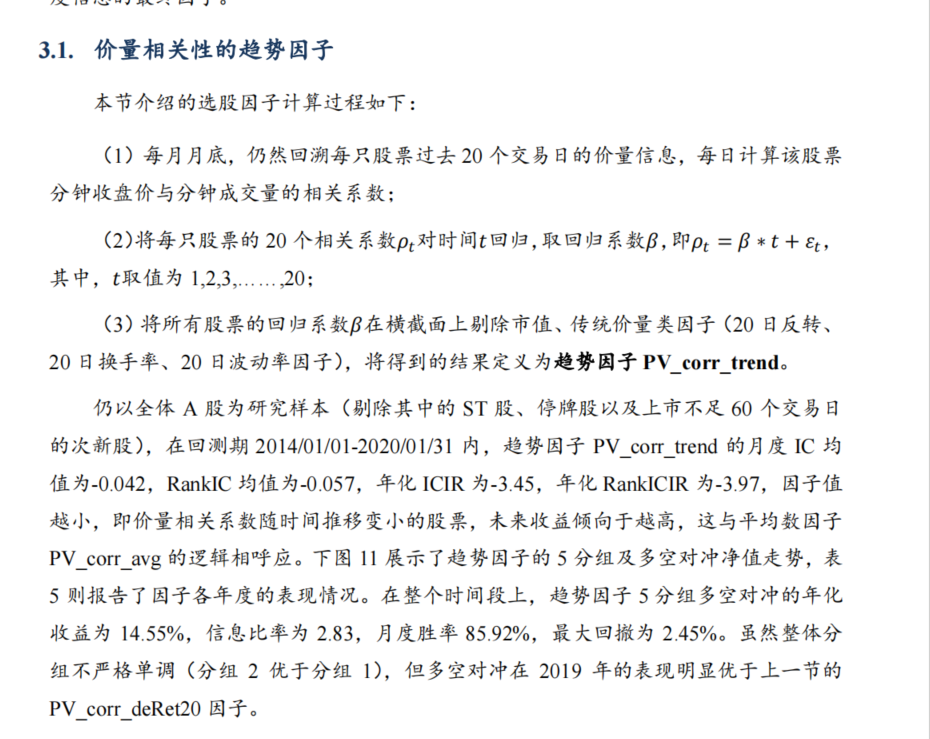 度信息的最终因子。
3.1. 价量相关性的趋势因子
本节介绍的选股因子计算过程如下：
（1）每月月底，仍然回溯每只股票过去 20 个交易日的价量信息，每日计算该股票
分钟收盘价与分钟成交量的相关系数；
（2）将每只股票的 20 个相关系数ρₜ对时间t回归，取回归系数β，即ρₜ = β ∗ t + εₜ，
其中，t取值为 1,2,3,……,20；
（3）将所有股票的回归系数β在横截面上剔除市值、传统价量类因子（20 日反转、
20 日换手率、20 日波动率因子），将得到的结果定义为趋势因子 PV_corr_trend。
仍以全体 A 股为研究样本（剔除其中的 ST 股、停牌股以及上市不足 60 个交易日
的次新股），在回测期 2014/01/01-2020/01/31 内，趋势因子 PV_corr_trend 的月度 IC 均
值为-0.042，RankIC 均值为-0.057，年化 ICIR 为-3.45，年化 RankICIR 为-3.97，因子值
越小，即价量相关系数随时间推移变小的股票，未来收益倾向于越高，这与平均数因子
PV_corr_avg 的逻辑相呼应。下图 11 展示了趋势因子的 5 分组及多空对冲净值走势，表
5 则报告了因子各年度的表现情况。在整个时间段上，趋势因子 5 分组多空对冲的年化
收益为 14.55%，信息比率为 2.83，月度胜率 85.92%，最大回撤为 2.45%。虽然整体分
组不严格单调（分组 2 优于分组 1），但多空对冲在 2019 年的表现明显优于上一节的
PV_corr_deRet20 因子。